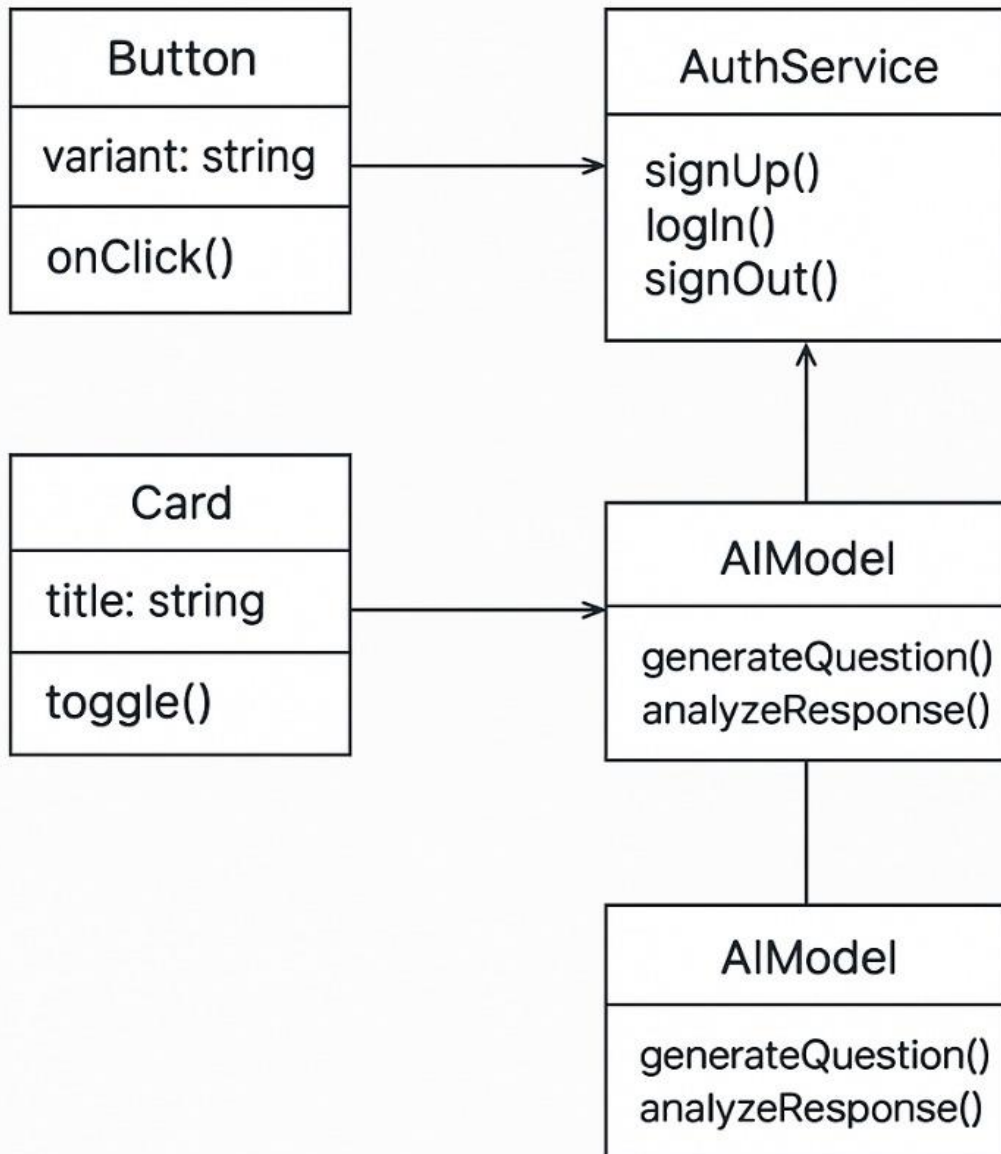 Button
variant: string
onClick()
AuthService
signUp()
logIn()
signOut()
Card
title: string
toggle()
AIModel
generateQuestion()
analyzeResponse()
AIModel
generateQuestion()
analyzeResponse()